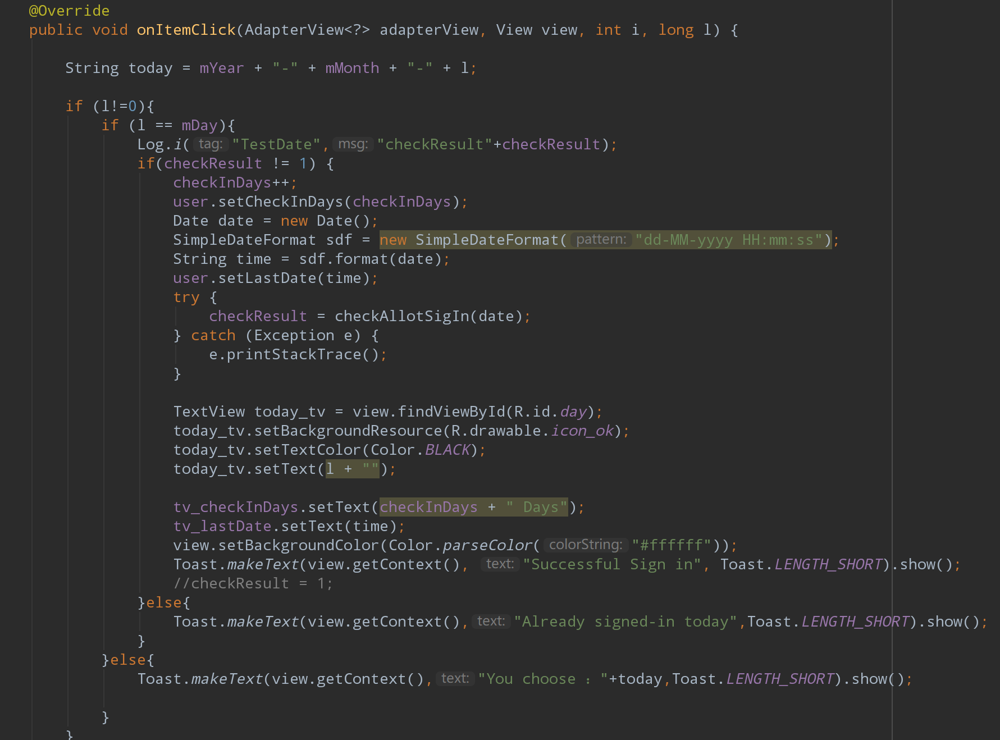 @Override
public void onItemClick(AdapterView<?> adapterView, View view, int i, long l) {
String today = mYear + "-" + mMonth + "-" + l;
if (l!=0){
if (l == mDay){
Log.i( tag: "TestDate", msg: "checkResult"+checkResult);
if(checkResult != 1) {
checkInDays++;
user.setCheckInDays(checkInDays);
Date date = new Date();
SimpleDateFormat sdf = new SimpleDateFormat( pattern: "dd-MM-yyyy HH:mm:ss");
String time = sdf.format(date);
user.setLastDate(time);
try {
checkResult = checkAllotSigIn(date);
} catch (Exception e) {
e.printStackTrace();
}
TextView today_tv = view.findViewById(R.id.day);
today_tv.setBackgroundResource(R.drawable.icon_ok);
today_tv.setTextColor(Color.BLACK);
today_tv.setText(l + "");
tv_checkInDays.setText(checkInDays + " Days");
tv_lastDate.setText(time);
view.setBackgroundColor(Color.parseColor( colorString: "#ffffff"));
Toast.makeText(view.getContext(), text: "Successful Sign in", Toast.LENGTH_SHORT).show();
//checkResult = 1;
}else{
Toast.makeText(view.getContext(), text: "Already signed-in today",Toast.LENGTH_SHORT).show();
}
}else{
Toast.makeText(view.getContext(), text: "You choose ："+today,Toast.LENGTH_SHORT).show();
}
}